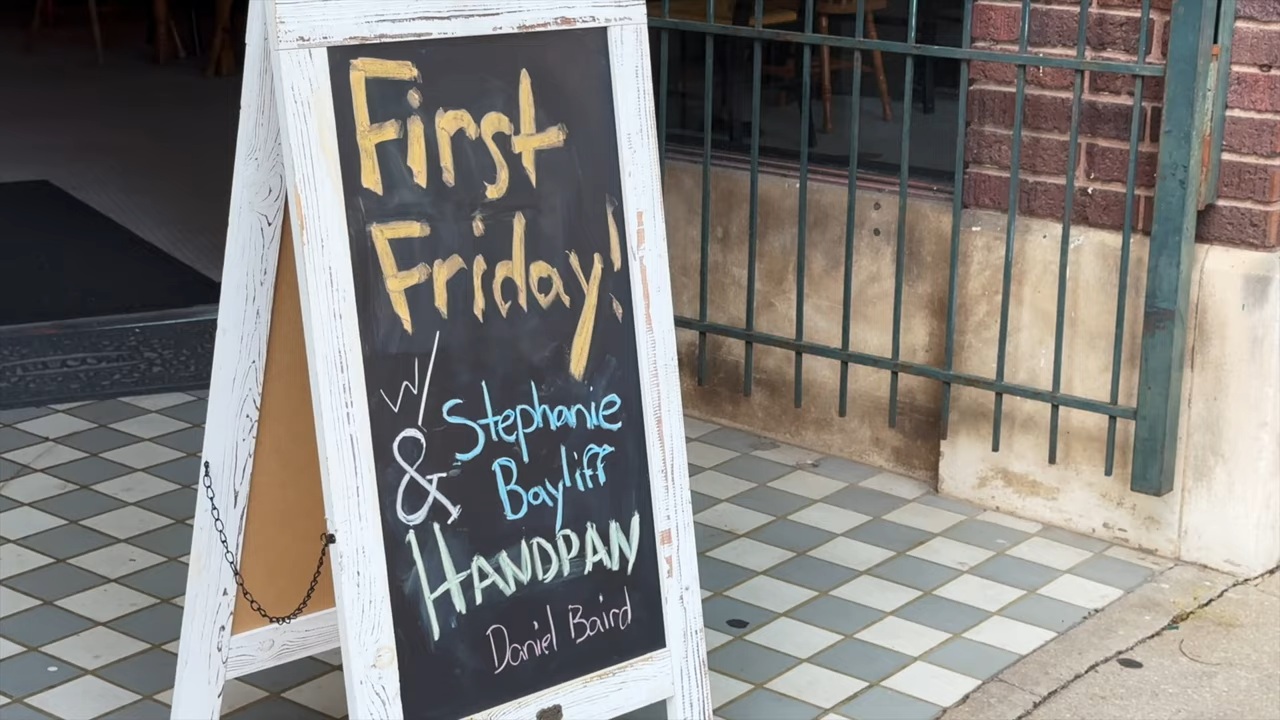 First
Friday!
w/
Stephanie
& Bayliff
HANDPAN
Daniel Baird